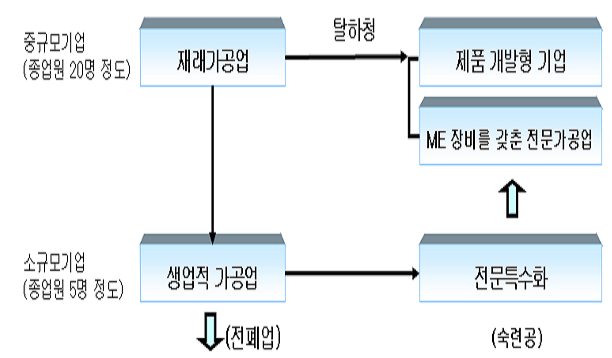 탈하청
중규모기업
(종업원 20명 정도)
재래가공업
제품 개발형 기업
ME 장비를 갖춘 전문가공업
소규모기업
(종업원 5명 정도)
생업적 가공업
전문특수화
(전폐업)
(숙련공)